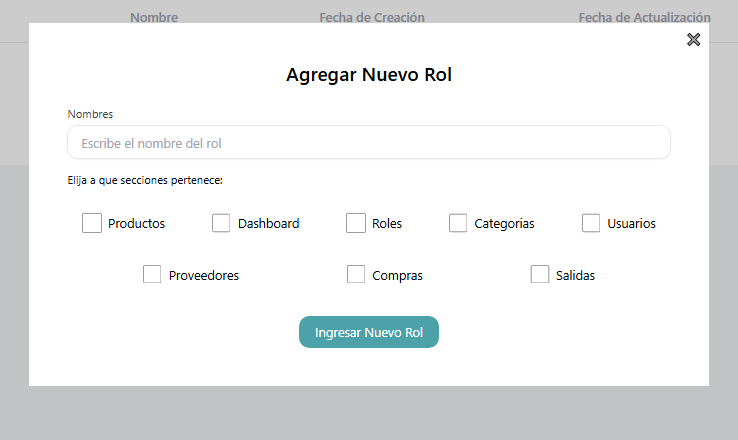 Nombre Fecha de Creación Fecha de Actualización
Agregar Nuevo Rol
Nombres
Escribe el nombre del rol
Elija a que secciones pertenece:
Productos Dashboard Roles Categorias Usuarios
Proveedores Compras Salidas
Ingresar Nuevo Rol